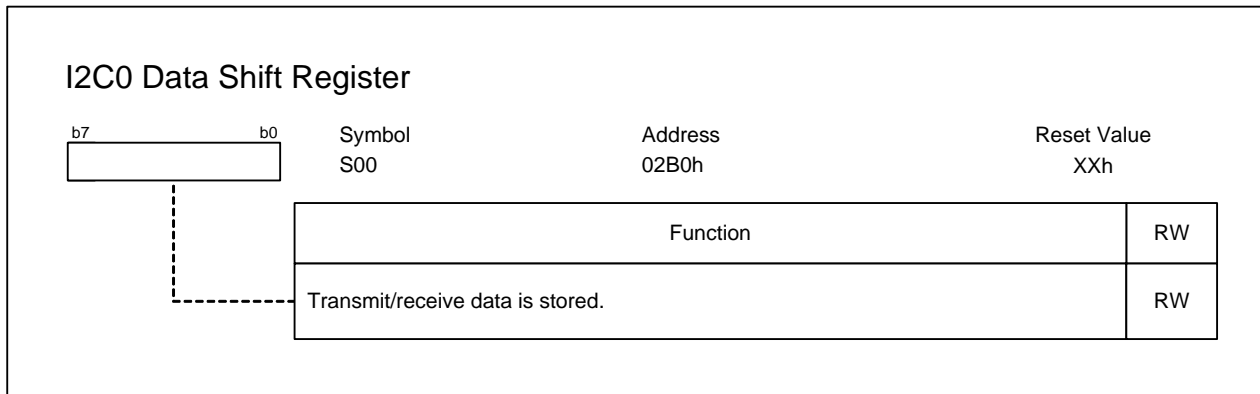 I2C0 Data Shift Register
b7 b0 Symbol Address Reset Value
S00 02B0h XXh
Function RW
Transmit/receive data is stored. RW